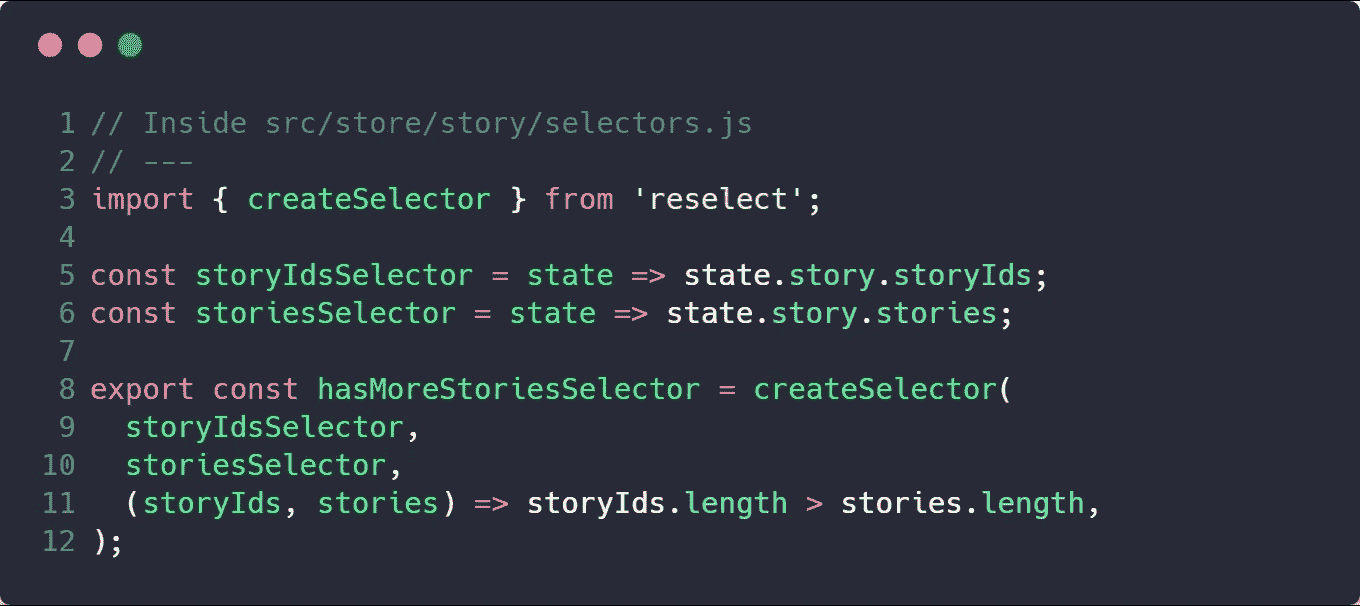 1 // Inside src/store/story/selectors.js
2 // ---
3 import { createSelector } from 'reselect';
4
5 const storyIdsSelector = state => state.story.storyIds;
6 const storiesSelector = state => state.story.stories;
7
8 export const hasMoreStoriesSelector = createSelector(
9   storyIdsSelector,
10   storiesSelector,
11   (storyIds, stories) => storyIds.length > stories.length,
12 );